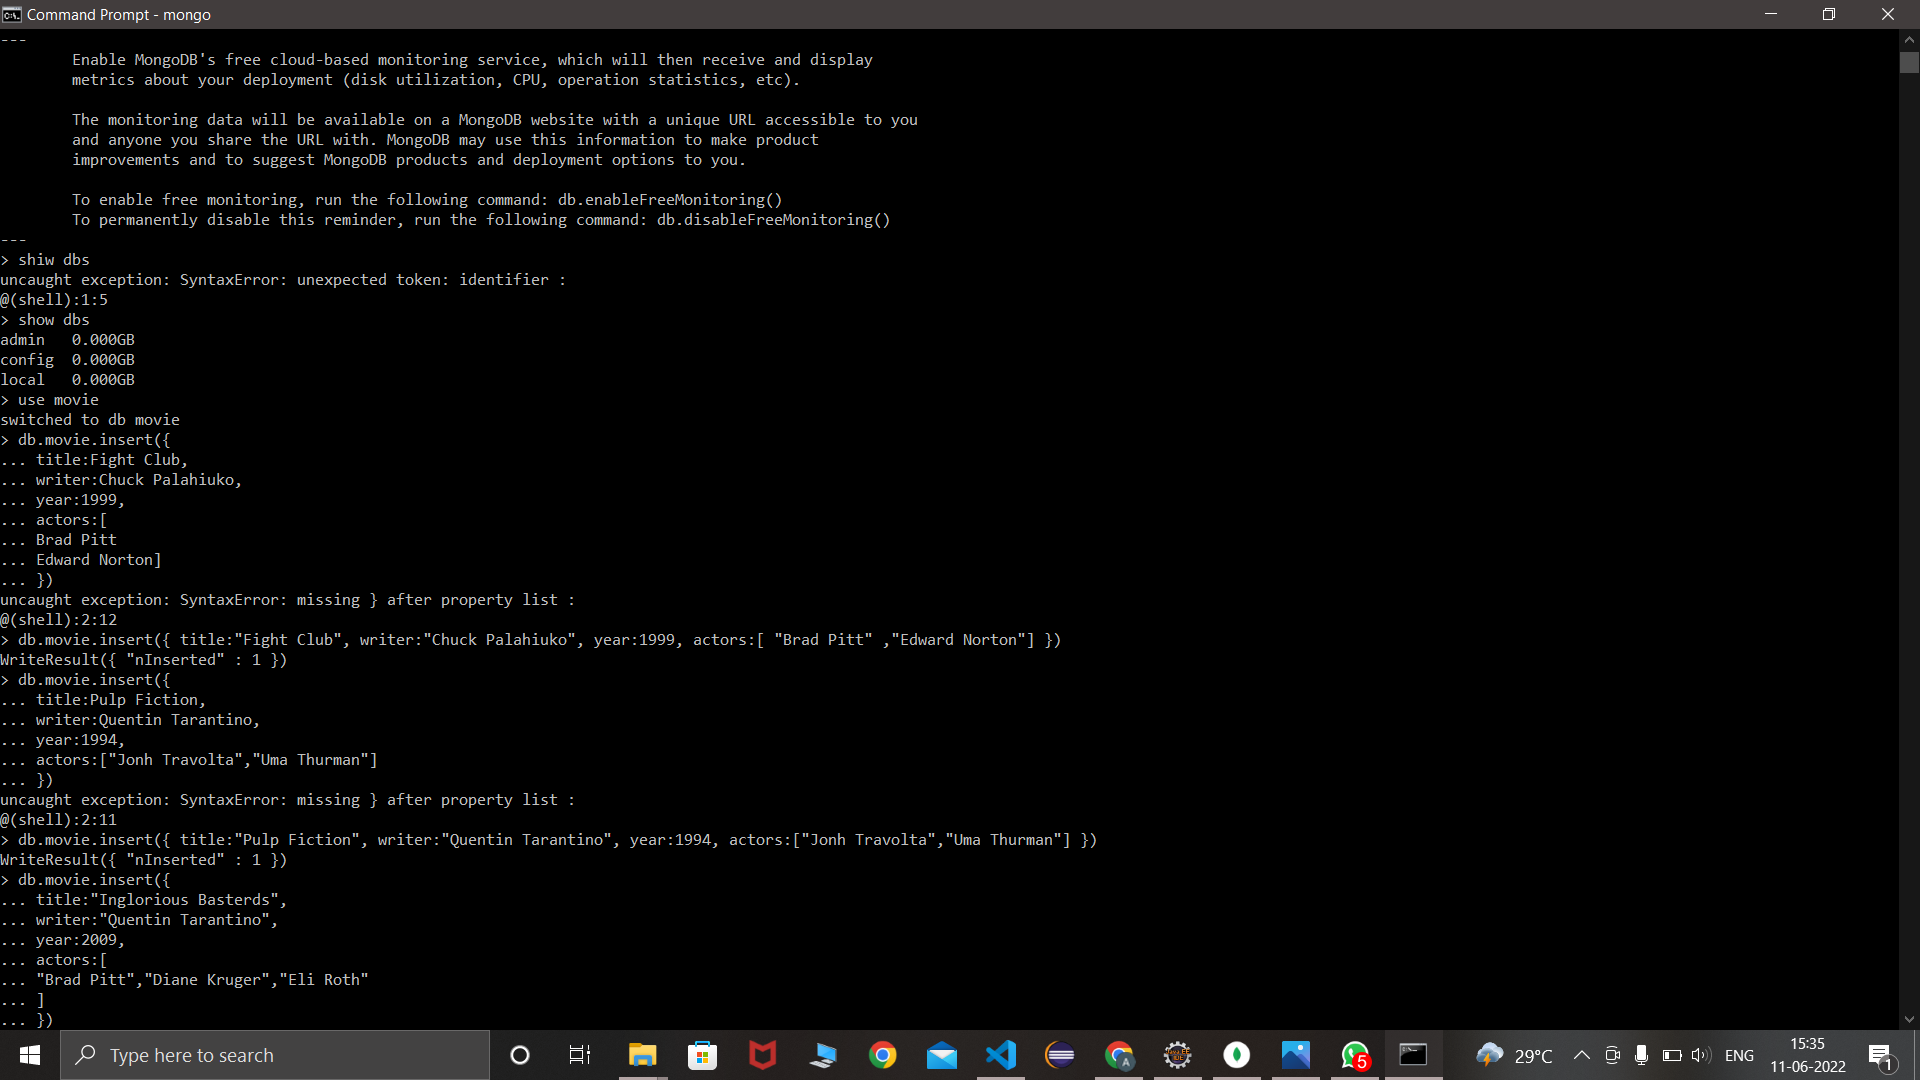 Command Prompt - mongo
---
Enable MongoDB's free cloud-based monitoring service, which will then receive and display
metrics about your deployment (disk utilization, CPU, operation statistics, etc).
The monitoring data will be available on a MongoDB website with a unique URL accessible to you
and anyone you share the URL with. MongoDB may use this information to make product
improvements and to suggest MongoDB products and deployment options to you.
To enable free monitoring, run the following command: db.enableFreeMonitoring()
To permanently disable this reminder, run the following command: db.disableFreeMonitoring()
---
> shiw dbs
uncaught exception: SyntaxError: unexpected token: identifier :
@(shell):1:5
> show dbs
admin   0.000GB
config  0.000GB
local   0.000GB
> use movie
switched to db movie
> db.movie.insert({
... title:Fight Club,
... writer:Chuck Palahiuko,
... year:1999,
... actors:[
... Brad Pitt
... Edward Norton]
... })
uncaught exception: SyntaxError: missing } after property list :
@(shell):2:12
> db.movie.insert({ title:"Fight Club", writer:"Chuck Palahiuko", year:1999, actors:[ "Brad Pitt" ,"Edward Norton"] })
WriteResult({ "nInserted" : 1 })
> db.movie.insert({
... title:Pulp Fiction,
... writer:Quentin Tarantino,
... year:1994,
... actors:["Jonh Travolta","Uma Thurman"]
... })
uncaught exception: SyntaxError: missing } after property list :
@(shell):2:11
> db.movie.insert({ title:"Pulp Fiction", writer:"Quentin Tarantino", year:1994, actors:["Jonh Travolta","Uma Thurman"] })
WriteResult({ "nInserted" : 1 })
> db.movie.insert({
... title:"Inglorious Basterds",
... writer:"Quentin Tarantino",
... year:2009,
... actors:[
... "Brad Pitt","Diane Kruger","Eli Roth"
... ]
... })
Type here to search
5
29°C
ENG
15:35
11-06-2022
1